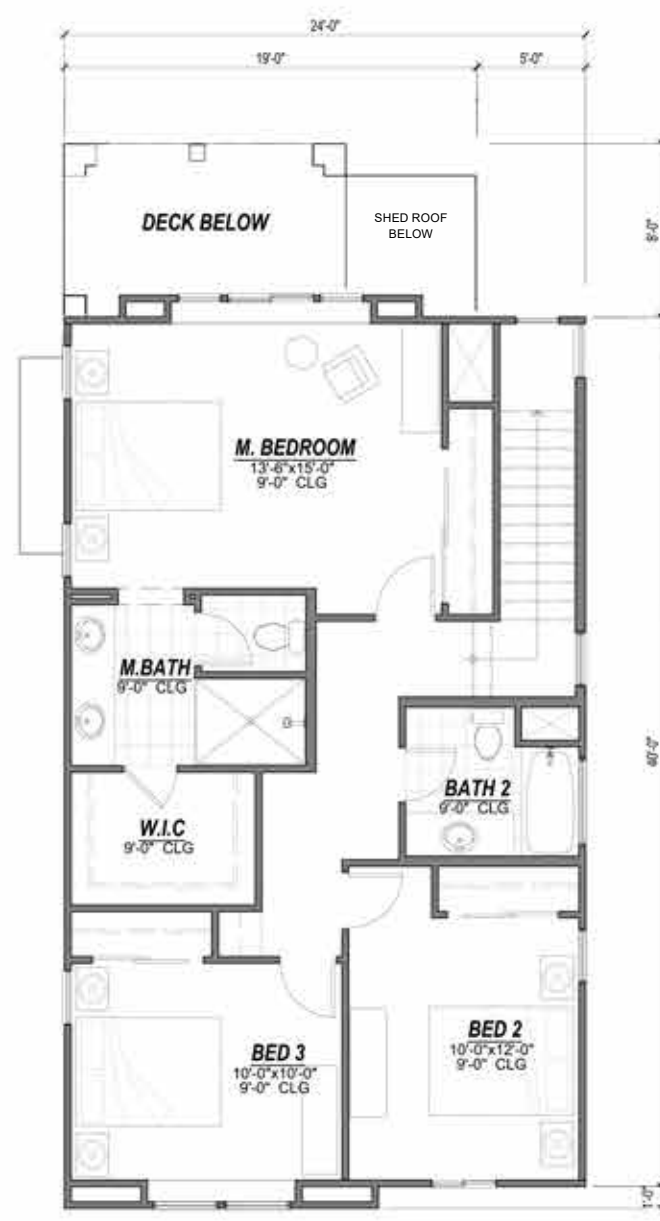 24'-0"
19'-0"
5'-0"
8'-0"
DECK BELOW
SHED ROOF
BELOW
M. BEDROOM
13'-6"x15'-0"
9'-0" CLG
M.BATH
9'-0" CLG
40'-0"
BATH 2
9'-0" CLG
W.I.C
9'-0" CLG
BED 2
10'-0"x12'-0"
9'-0" CLG
BED 3
10'-0"x10'-0"
9'-0" CLG
1'-0"